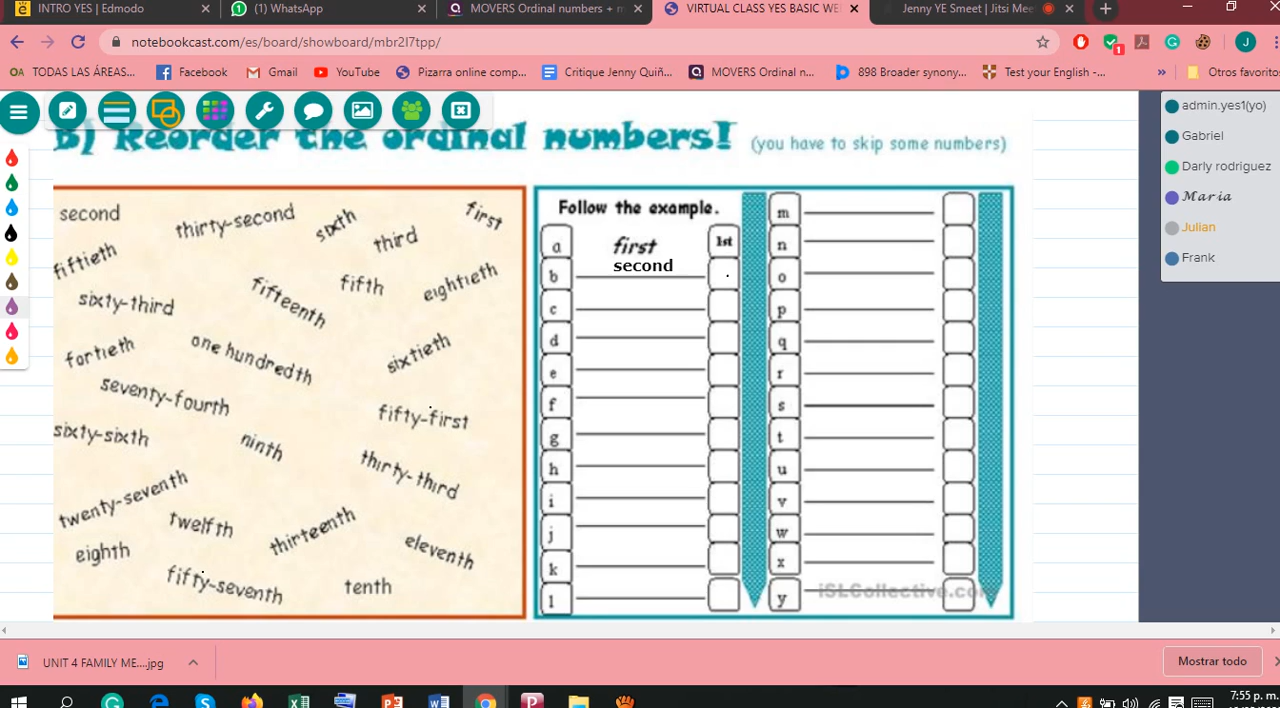 INTRO YES | Edmodo
(1) WhatsApp
MOVERS Ordinal numbers + m
VIRTUAL CLASS YES BASIC WE
Jenny YE Smeet | Jitsi Mee
notebookcast.com/es/board/showboard/mbr2l7tpp/
TODAS LAS ÁREAS...
Facebook
Gmail
YouTube
Pizarra online comp...
Critique Jenny Quiñ...
MOVERS Ordinal n...
898 Broader synony...
Test your English -...
»
Otros favoritos
b) Reorder the ordinal numbers! (you have to skip some numbers)
second
thirty-second
sixth
first
third
fiftieth
fifteenth
fifth
eightieth
sixty-third
fortieth
one hundredth
sixtieth
seventy-fourth
fifty-first
sixty-sixth
ninth
thirty-third
twenty-seventh
twelfth
thirteenth
eleventh
eighth
fifty-seventh
tenth
Follow the example.
a first 1st
b second
c
d
e
f
g
h
i
j
k
l
m
n
o
p
q
r
s
t
u
v
w
x
y
iSLCollective.com
admin.yes1(yo)
Gabriel
Darly rodriguez
Maria
Julian
Frank
UNIT 4 FAMILY ME....jpg
Mostrar todo
7:55 p. m.